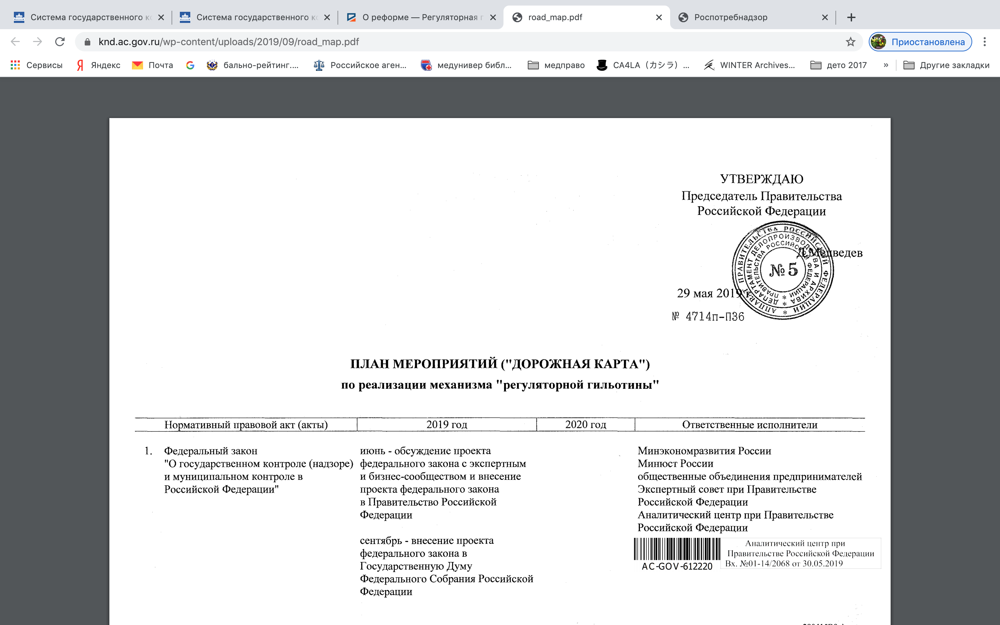 Система государственного к
Система государственного к
О реформе — Регуляторная г
road_map.pdf
Роспотребнадзор
knd.ac.gov.ru/wp-content/uploads/2019/09/road_map.pdf
Приостановлена
Сервисы
Яндекс
Почта
бально-рейтинг....
Российское аген...
медунивер библ...
медправо
CA4LA（カシラ）...
WINTER Archives...
дето 2017
»
Другие закладки
УТВЕРЖДАЮ
Председатель Правительства
Российской Федерации
АППАРАТ ПРАВИТЕЛЬСТВА РОССИЙСКОЙ ФЕДЕРАЦИИ *
ДЕПАРТАМЕНТ ДЕЛОПРОИЗВОДСТВА И АРХИВА *
ПРАВИТЕЛЬСТВА РОССИЙСКОЙ ФЕДЕРАЦИИ *
№ 5
Д.Медведев
29 мая 2019 г.
№ 4714п-П36
ПЛАН МЕРОПРИЯТИЙ ("ДОРОЖНАЯ КАРТА")
по реализации механизма "регуляторной гильотины"
Нормативный правовой акт (акты)
2019 год
2020 год
Ответственные исполнители
1. Федеральный закон
"О государственном контроле (надзоре)
и муниципальном контроле в
Российской Федерации"
июнь - обсуждение проекта
федерального закона с экспертным
и бизнес-сообществом и внесение
проекта федерального закона
в Правительство Российской
Федерации
сентябрь - внесение проекта
федерального закона в
Государственную Думу
Федерального Собрания Российской
Федерации
Минэкономразвития России
Минюст России
общественные объединения предпринимателей
Экспертный совет при Правительстве
Российской Федерации
Аналитический центр при Правительстве
Российской Федерации
AC-GOV-612220
Аналитический центр при
Правительстве Российской Федерации
Вх. №01-14/2068 от 30.05.2019